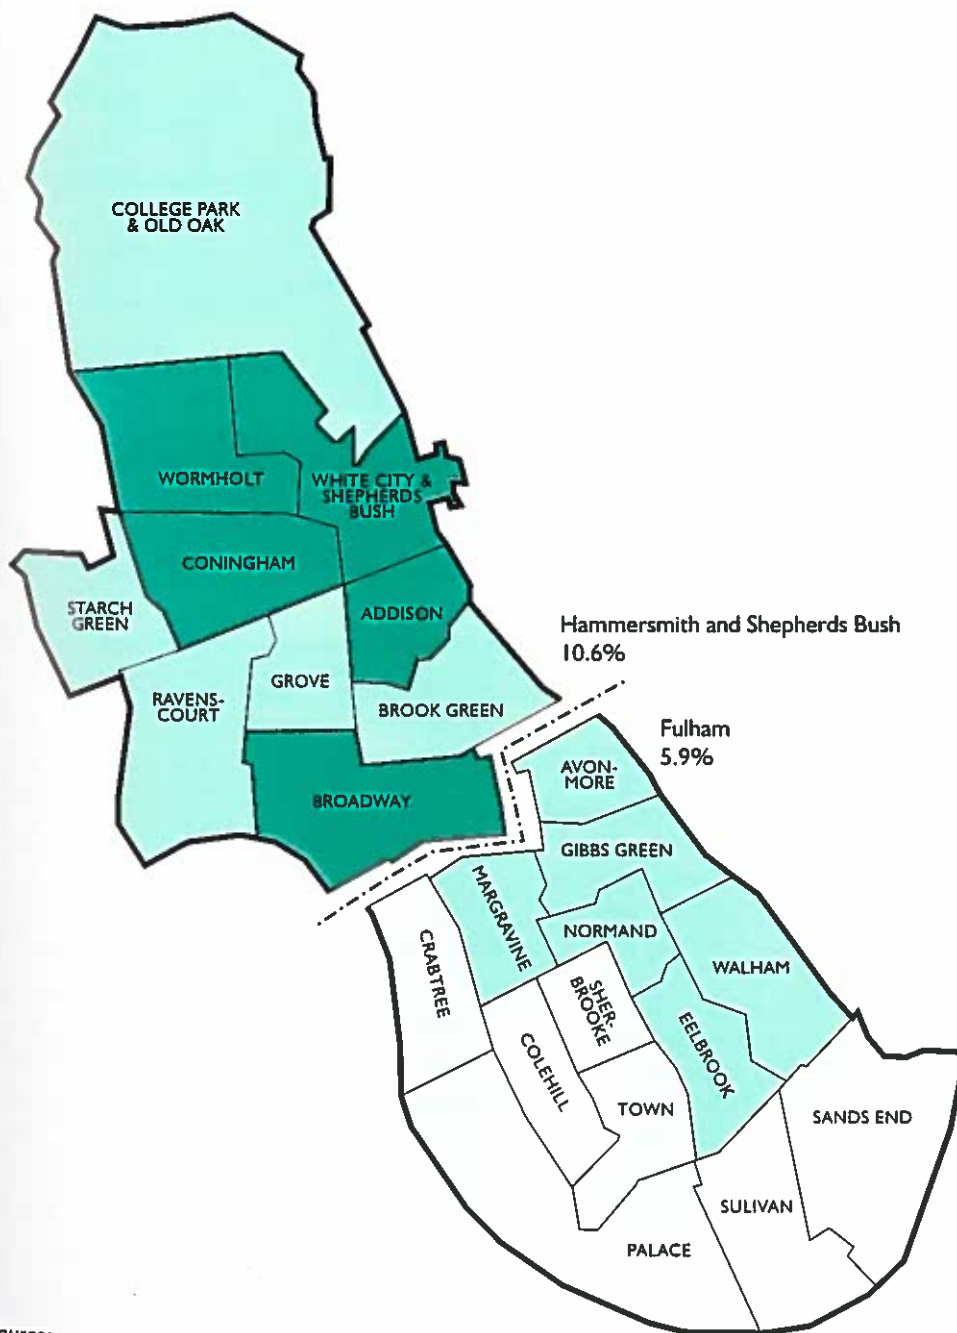 COLLEGE PARK
& OLD OAK
WORMHOLT
WHITE CITY &
SHEPHERDS
BUSH
CONINGHAM
STARCH
GREEN
ADDISON
Hammersmith and Shepherds Bush
10.6%
GROVE
RAVENS-
COURT
BROOK GREEN
Fulham
5.9%
AVON-
MORE
BROADWAY
GIBBS GREEN
MARGRAVINE
NORMAND
CRABTREE
WALHAM
SHER-
BROOKE
EELBROOK
COLEHILL
TOWN
SANDS END
SULIVAN
PALACE